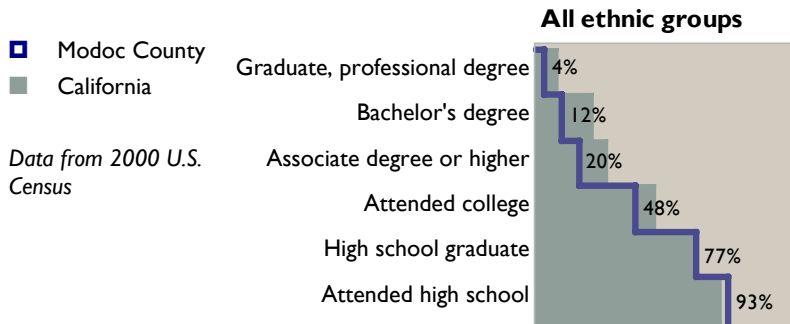 All ethnic groups
Modoc County
California
Data from 2000 U.S.
Census
Graduate, professional degree 4%
Bachelor's degree 12%
Associate degree or higher 20%
Attended college 48%
High school graduate 77%
Attended high school 93%